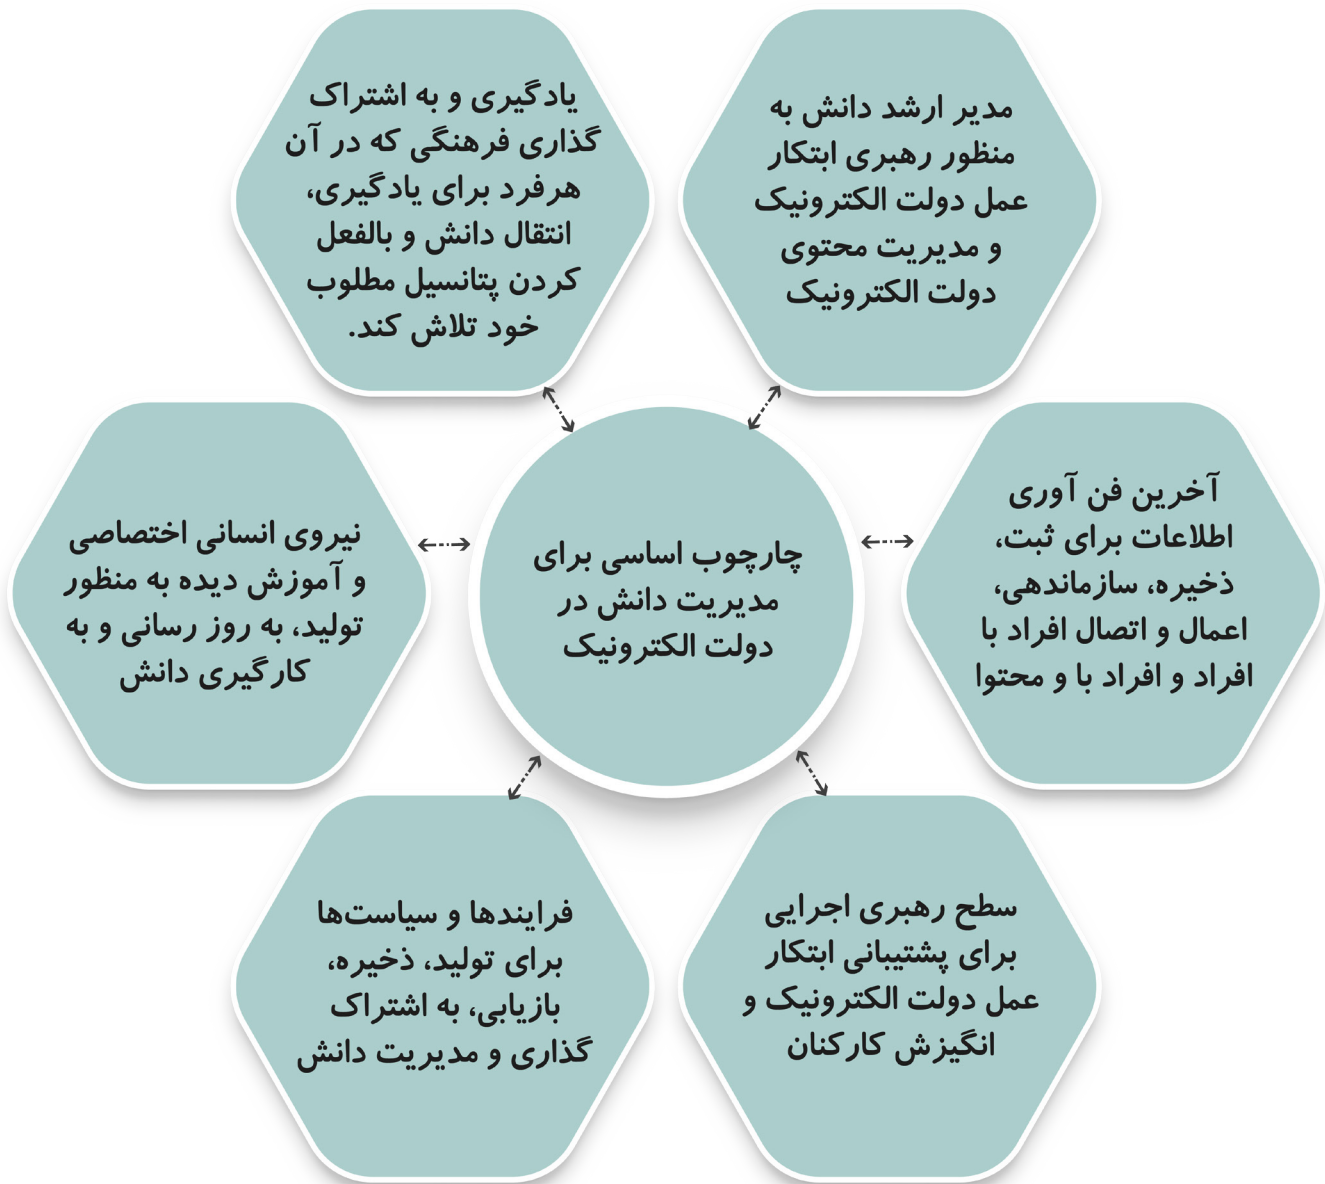 مدیر ارشد دانش به
منظور رهبری ابتکار
عمل دولت الکترونیک
و مدیریت محتوی
دولت الکترونیک
یادگیری و به اشتراک
گذاری فرهنگی که در آن
هرفرد برای یادگیری،
انتقال دانش و بالفعل
کردن پتانسیل مطلوب
خود تلاش کند.
آخرین فن آوری
اطلاعات برای ثبت،
ذخیره، سازماندهی،
اعمال و اتصال افراد با
افراد و افراد با و محتوا
چارچوب اساسی برای
مدیریت دانش در
دولت الکترونیک
نیروی انسانی اختصاصی
و آموزش دیده به منظور
تولید، به روز رسانی و به
کارگیری دانش
سطح رهبری اجرایی
برای پشتیبانی ابتکار
عمل دولت الکترونیک و
انگیزش کارکنان
فرایندها و سیاست‌ها
برای تولید، ذخیره،
بازیابی، به اشتراک
گذاری و مدیریت دانش